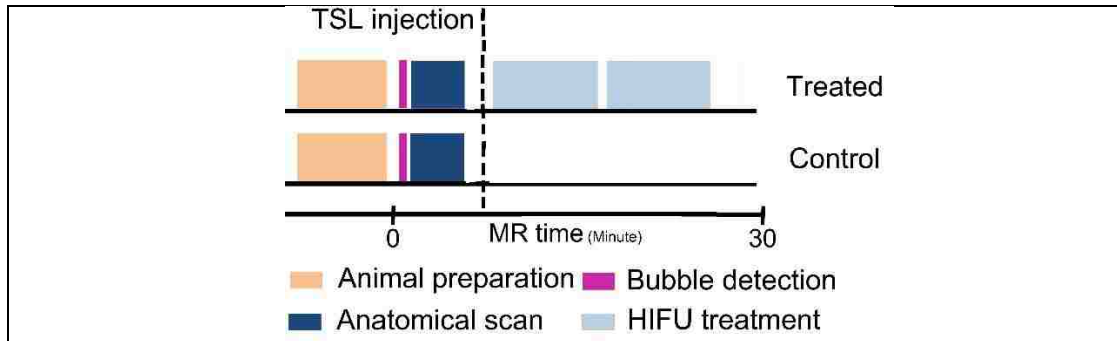 TSL injection
Treated
Control
0 MR time (Minute) 30
Animal preparation Bubble detection
Anatomical scan HIFU treatment